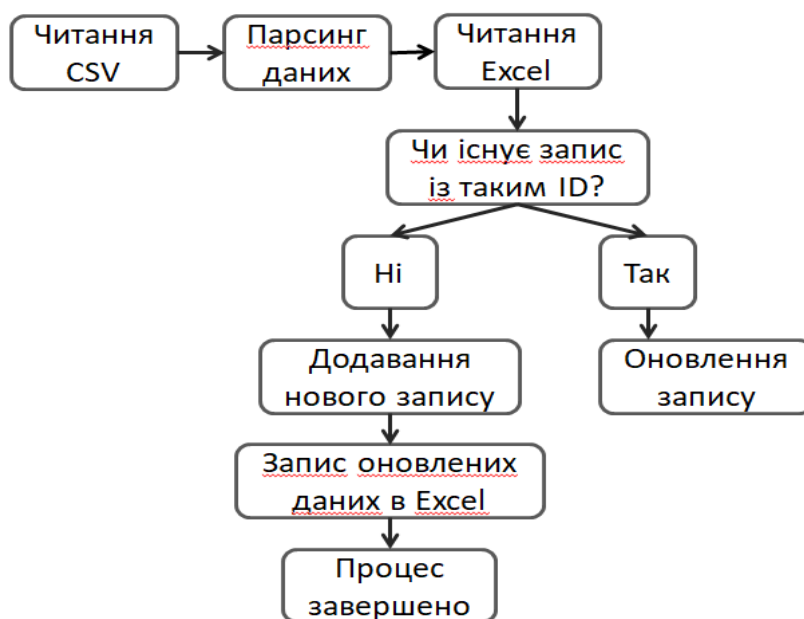 Читання
CSV
Парсинг
даних
Читання
Excel
Чи існує запис
із таким ID?
Ні
Так
Додавання
нового запису
Оновлення
запису
Запис оновлених
даних в Excel
Процес
завершено